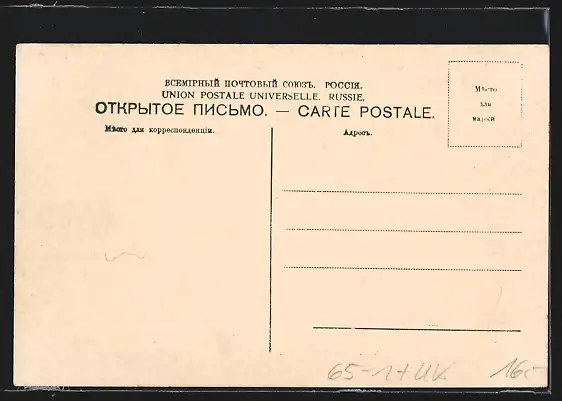 ВСЕМІРНЫЙ ПОЧТОВЫЙ СОЮЗЪ. РОССІЯ.
UNION POSTALE UNIVERSELLE. RUSSIE.
ОТКРЫТОЕ ПИСЬМО. — CARTE POSTALE.
Мѣсто для корреспонденціи.
Адресъ.
Мѣсто
для
марки
65-1+UK
16.-